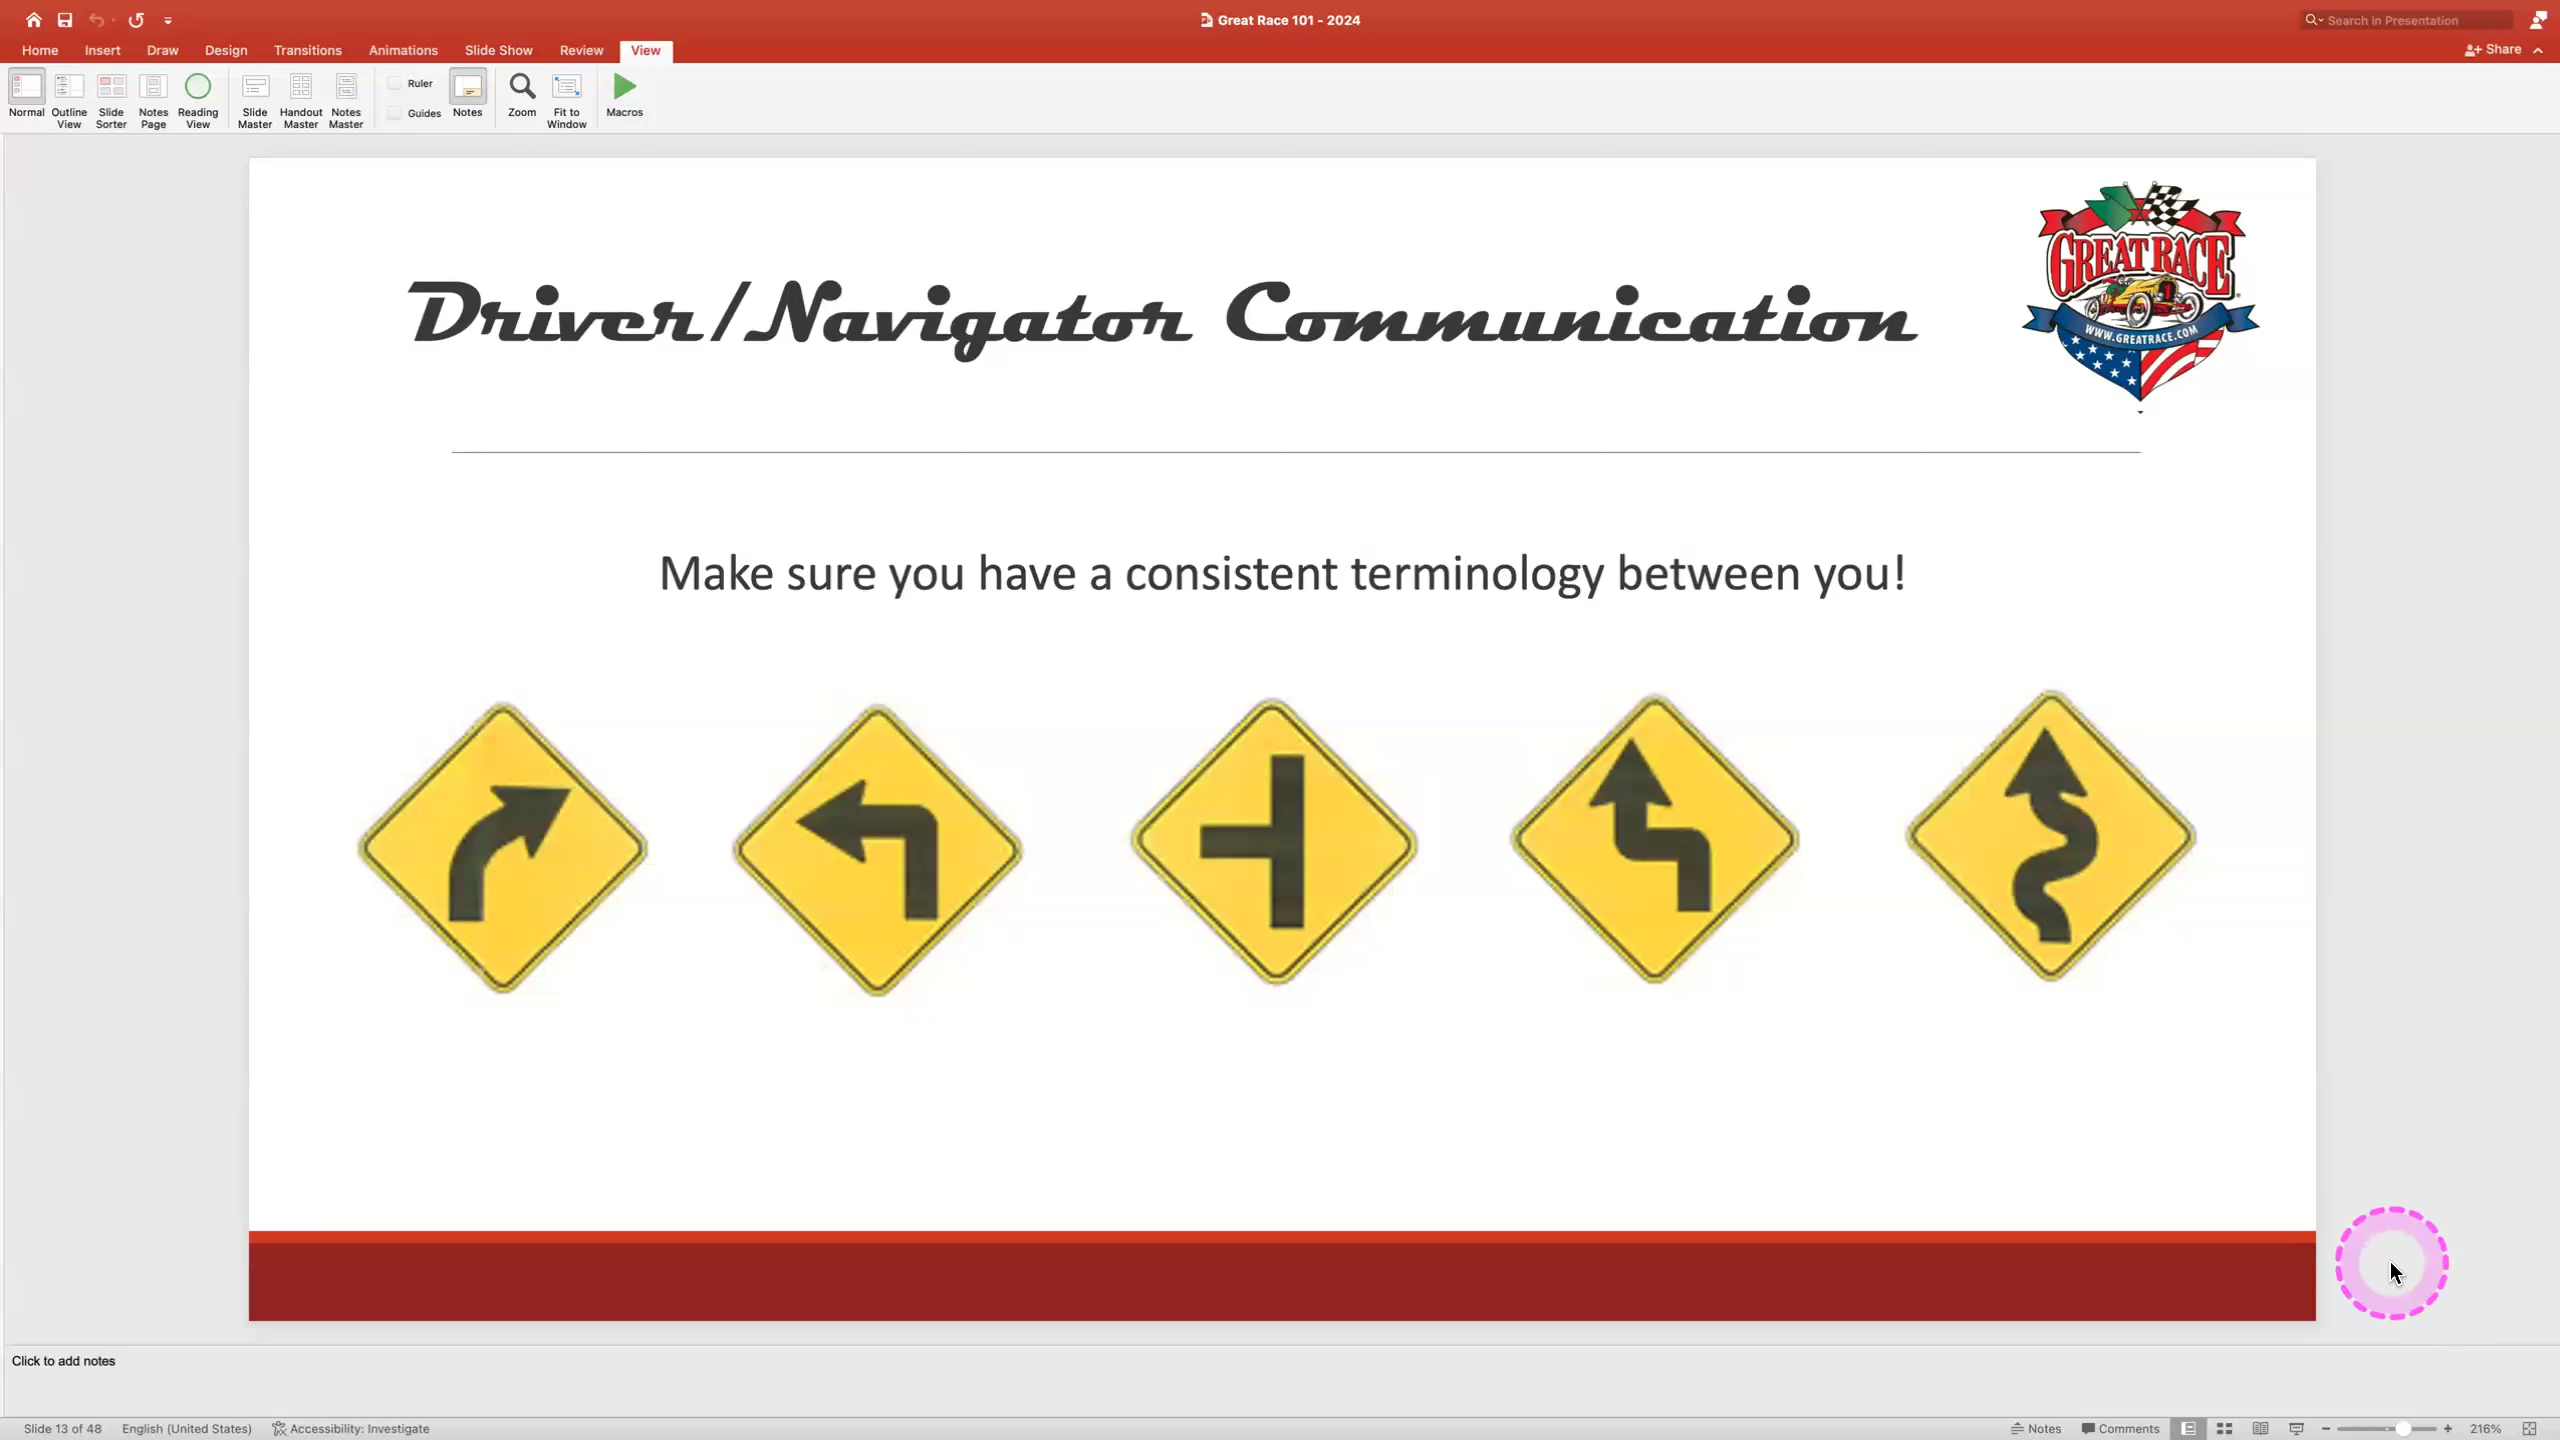 Great Race 101 - 2024
Search in Presentation
Home Insert Draw Design Transitions Animations Slide Show Review View
Share
Normal Outline View Slide Sorter Notes Page Reading View Slide Master Handout Master Notes Master Ruler Guides Notes Zoom Fit to Window Macros
GREAT RACE
WWW.GREATRACE.COM
Driver/Navigator Communication
Make sure you have a consistent terminology between you!
Click to add notes
Slide 13 of 48 English (United States) Accessibility: Investigate Notes Comments 216%